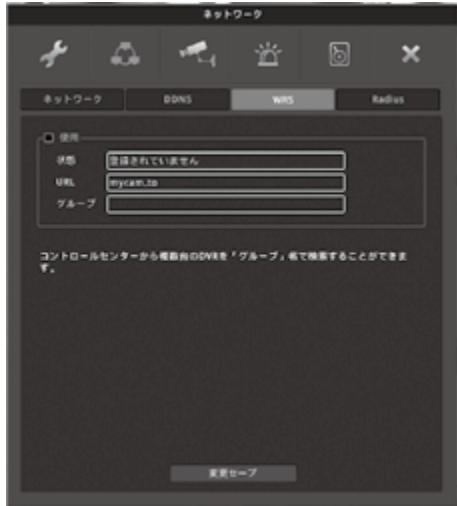 ネットワーク
ネットワーク DDNS WRS Radius
使用
状態 登録されていません
URL mycam.to
グループ
コントロールセンターから複数台のDVRを「グループ」名で検索することができま
す。
変更セーブ